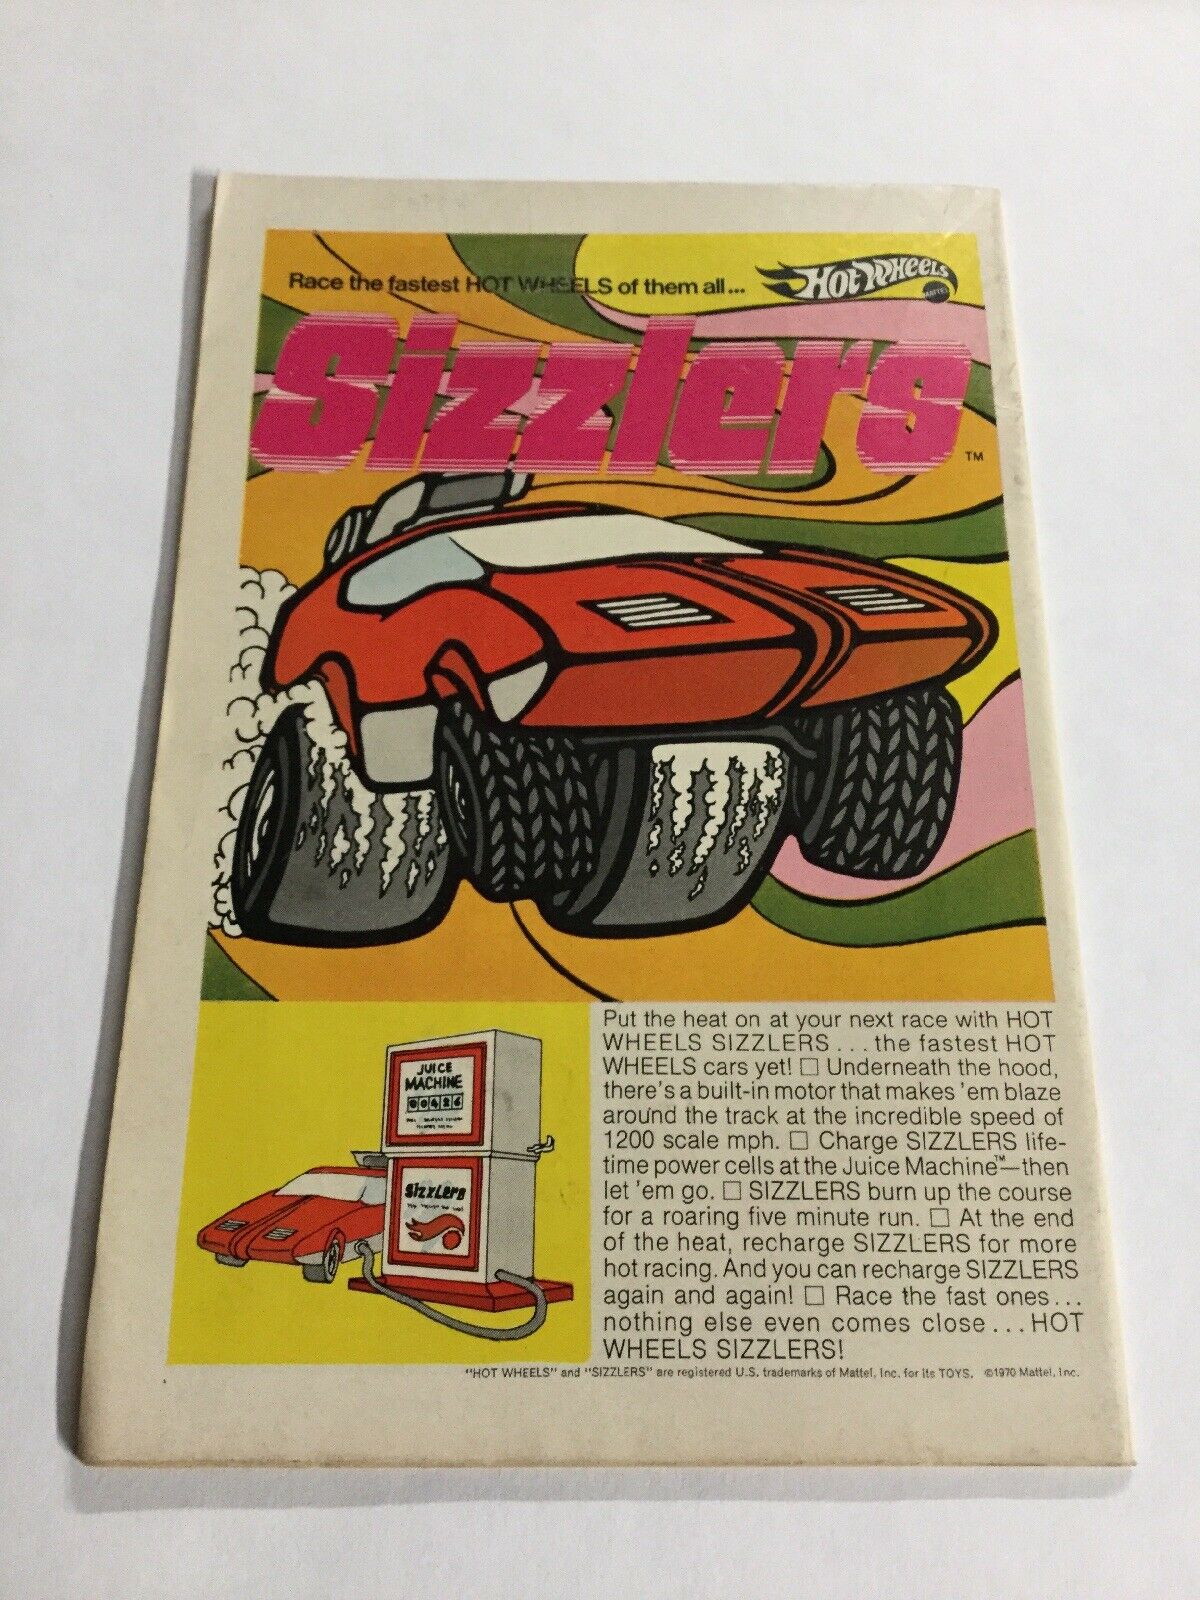 Race the fastest HOT WHEELS of them all...
HOT WHEELS
MATTEL
Sizzlers
TM
JUICE
MACHINE
00426
Sizzlers
Put the heat on at your next race with HOT
WHEELS SIZZLERS... the fastest HOT
WHEELS cars yet! □ Underneath the hood,
there's a built-in motor that makes 'em blaze
around the track at the incredible speed of
1200 scale mph. □ Charge SIZZLERS life-
time power cells at the Juice Machine™—then
let 'em go. □ SIZZLERS burn up the course
for a roaring five minute run. □ At the end
of the heat, recharge SIZZLERS for more
hot racing. And you can recharge SIZZLERS
again and again! □ Race the fast ones...
nothing else even comes close...HOT
WHEELS SIZZLERS!
"HOT WHEELS" and "SIZZLERS" are registered U.S. trademarks of Mattel, Inc. for its TOYS. ©1970 Mattel, Inc.